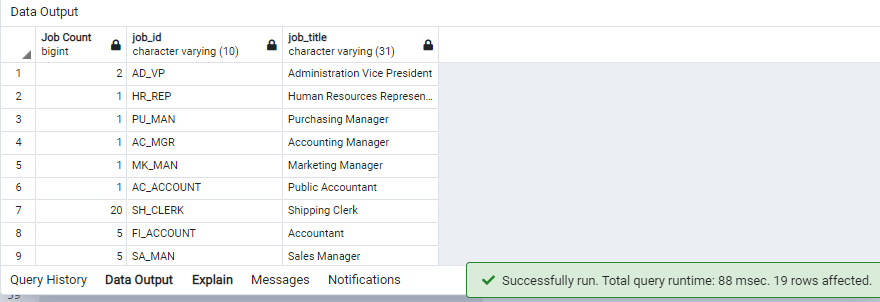 Data Output
Job Count bigint job_id character varying (10) job_title character varying (31)
1 2 AD_VP Administration Vice President
2 1 HR_REP Human Resources Represen...
3 1 PU_MAN Purchasing Manager
4 1 AC_MGR Accounting Manager
5 1 MK_MAN Marketing Manager
6 1 AC_ACCOUNT Public Accountant
7 20 SH_CLERK Shipping Clerk
8 5 FI_ACCOUNT Accountant
9 5 SA_MAN Sales Manager
Query History Data Output Explain Messages Notifications
Successfully run. Total query runtime: 88 msec. 19 rows affected.